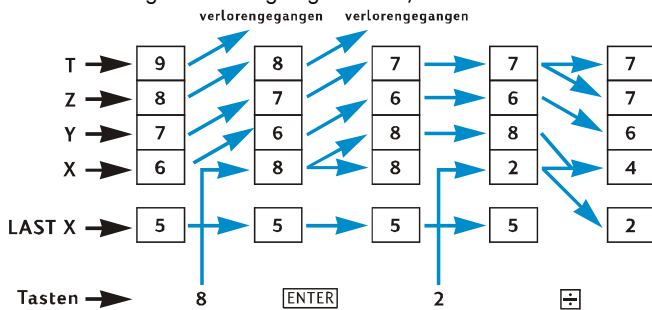 verlorengegangen verlorengegangen
T 9 8 7 7 7
Z 8 7 6 6 7
Y 7 6 8 8 6
X 6 8 8 2 4
LAST X 5 5 5 5 2
Tasten 8 ENTER 2 ÷